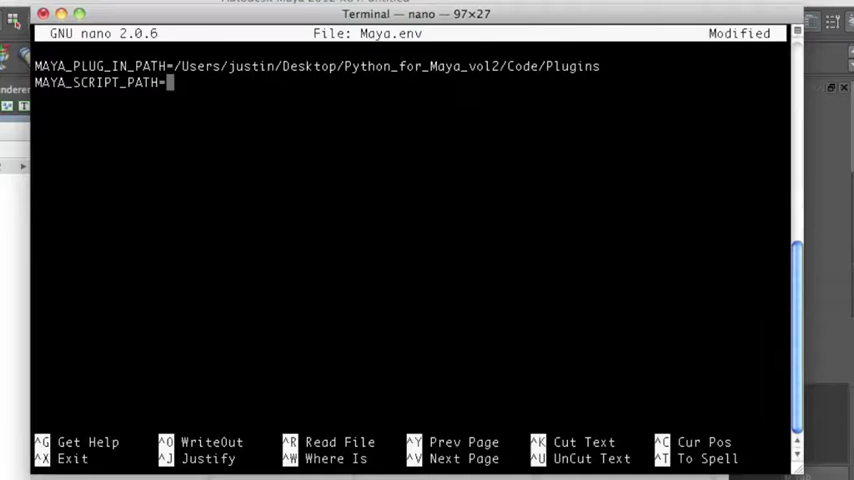 Terminal — nano — 97×27
GNU nano 2.0.6 File: Maya.env Modified
MAYA_PLUG_IN_PATH=/Users/justin/Desktop/Python_for_Maya_vol2/Code/Plugins
MAYA_SCRIPT_PATH=
^G Get Help ^O WriteOut ^R Read File ^Y Prev Page ^K Cut Text ^C Cur Pos
^X Exit ^J Justify ^W Where Is ^V Next Page ^U UnCut Text ^T To Spell